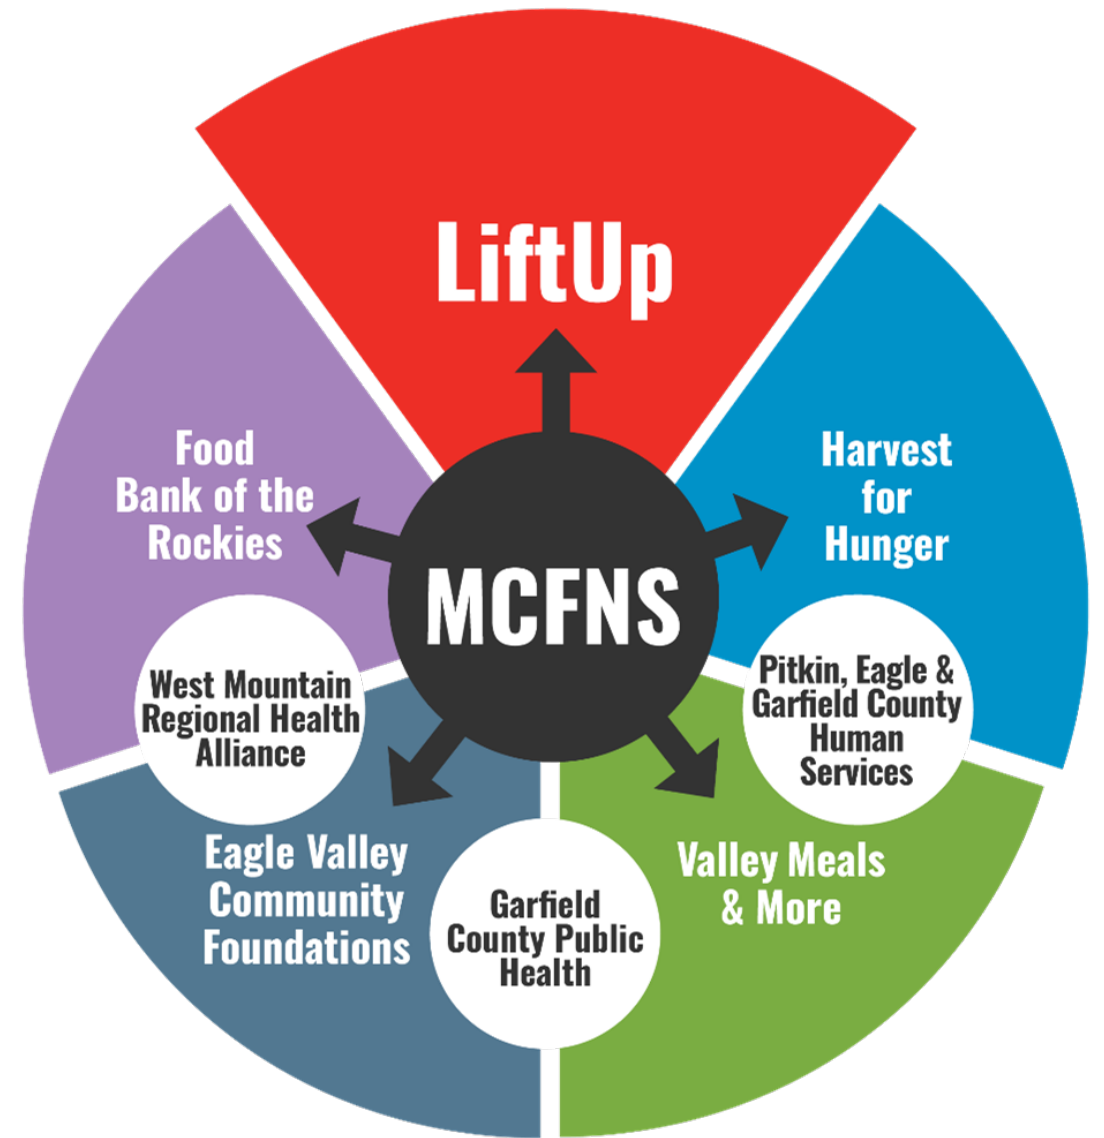 LiftUp
Food
Bank of the
Rockies
Harvest
for
Hunger
MCFNS
West Mountain
Regional Health
Alliance
Pitkin, Eagle &
Garfield County
Human
Services
Eagle Valley
Community
Foundations
Garfield
County Public
Health
Valley Meals
& More